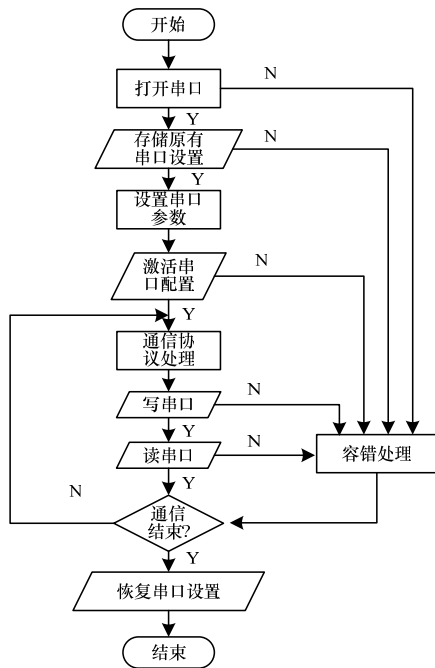 开始
打开串口
N
Y
存储原有
串口设置
N
Y
设置串口
参数
激活串
口配置
N
Y
通信协
议处理
写串口
N
Y
读串口
N
容错处理
Y
N
通信
结束?
Y
恢复串口设置
结束